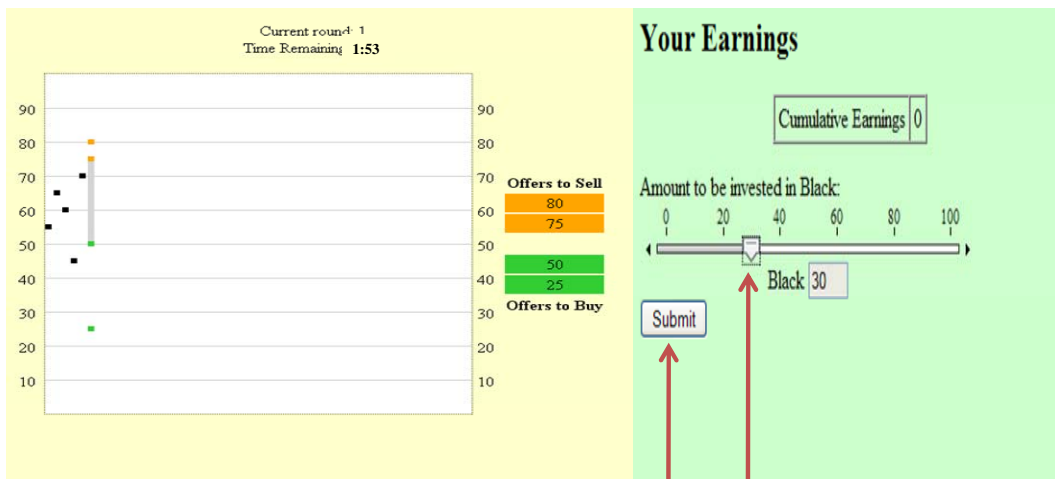 Current round: 1
Time Remaining 1:53
90
80
70
60
50
40
30
20
10
90
80
70
60
50
40
30
20
10
Offers to Sell
80
75
50
25
Offers to Buy
Your Earnings
Cumulative Earnings 0
Amount to be invested in Black:
0 20 40 60 80 100
Black 30
Submit